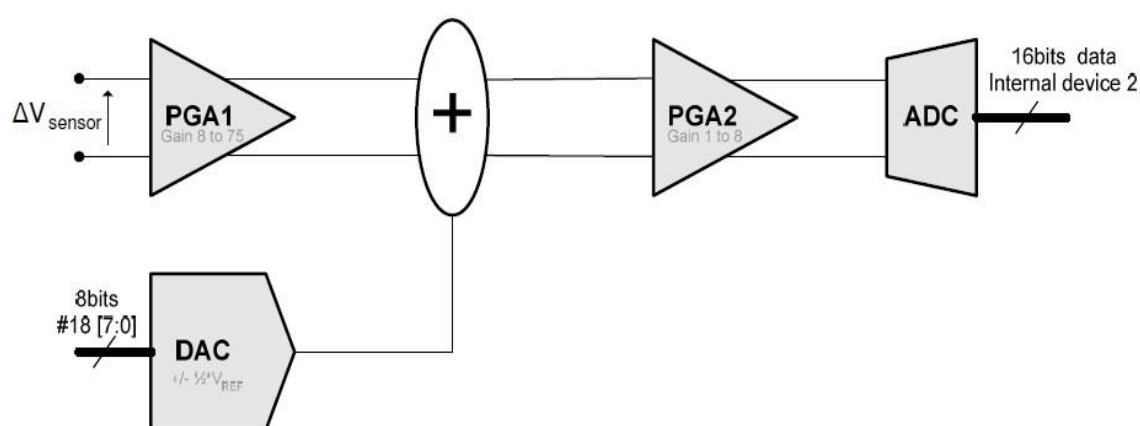 ΔV sensor
PGA1
Gain 8 to 75
+
PGA2
Gain 1 to 8
ADC
16bits data
Internal device 2
8bits
#18 [7:0]
DAC
+/- ½*VREF